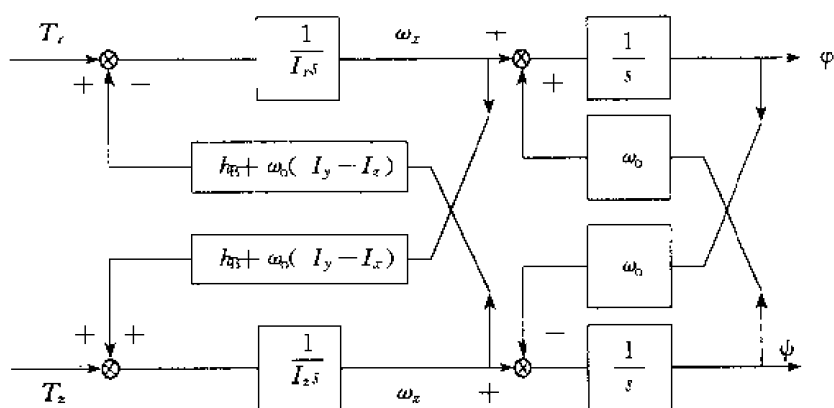 T_x 1 ω_x + 1 φ
+ − I_x s + s
h_B + ω_0( I_y − I_z) ω_0
h_B + ω_0( I_y − I_x) ω_0
+ + 1 − 1 ψ
T_z I_z s ω_z + s